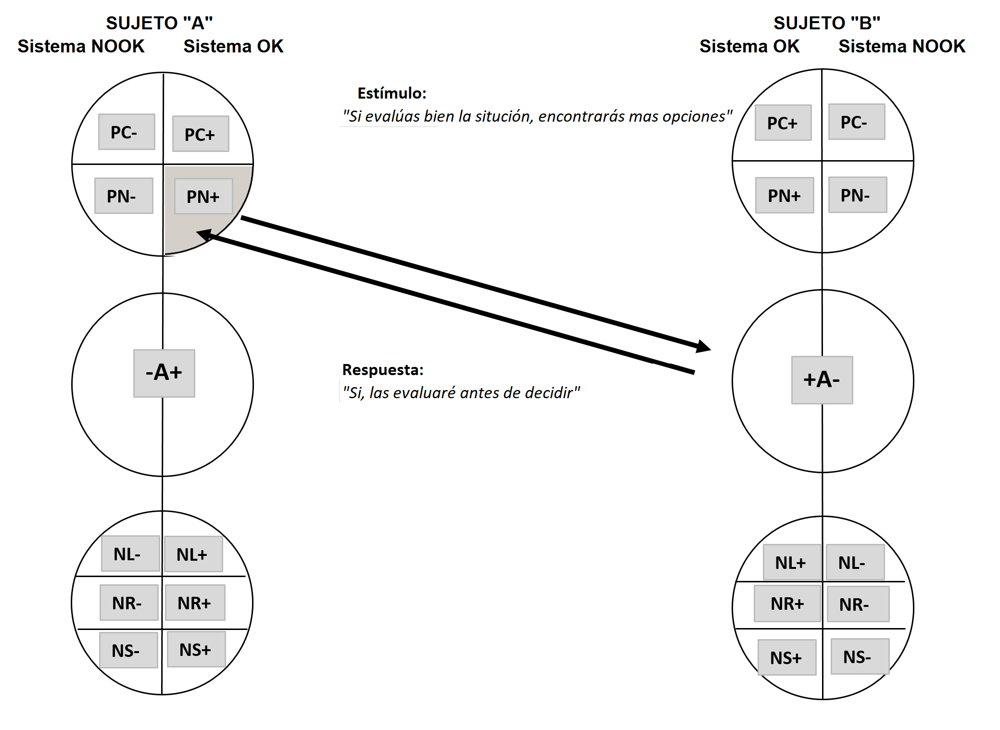 SUJETO "A"
Sistema NOOK Sistema OK
SUJETO "B"
Sistema OK Sistema NOOK
Estímulo:
"Si evalúas bien la situción, encontrarás mas opciones"
PC- PC+
PN- PN+
PC+ PC-
PN+ PN-
-A+
Respuesta:
"Si, las evaluaré antes de decidir"
+A-
NL- NL+
NR- NR+
NS- NS+
NL+ NL-
NR+ NR-
NS+ NS-